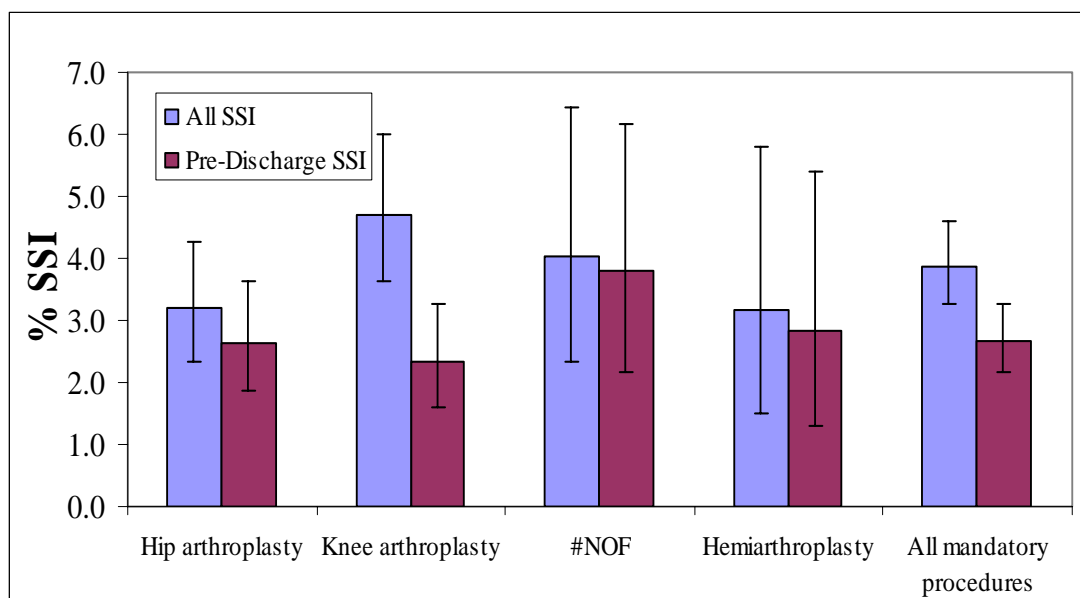 7.0
6.0
5.0
4.0
3.0
2.0
1.0
0.0
% SSI
All SSI
Pre-Discharge SSI
Hip arthroplasty
Knee arthroplasty
#NOF
Hemiarthroplasty
All mandatory
procedures